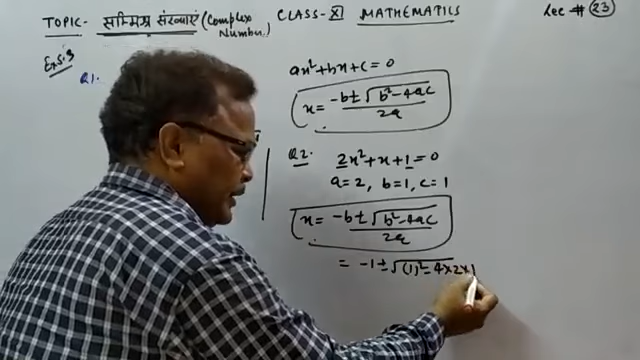 TOPIC- सम्मिश्र संख्याएं (Complex Number) CLASS-XI MATHEMATICS Lec # 23
Ex 5.3
Q1.
ax²+bx+c=0
x = -b±√b²-4ac / 2a
Q2. 2x²+x+1=0
a=2, b=1, c=1
x = -b±√b²-4ac / 2a
= -1±√(1)²-4×2×1